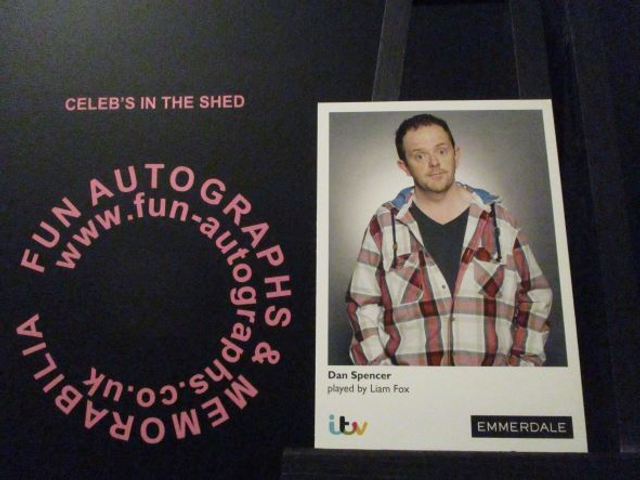 CELEB'S IN THE SHED
FUN AUTOGRAPHS & MEMORABILIA
www.fun-autographs.co.uk
Dan Spencer
played by Liam Fox
itv
EMMERDALE